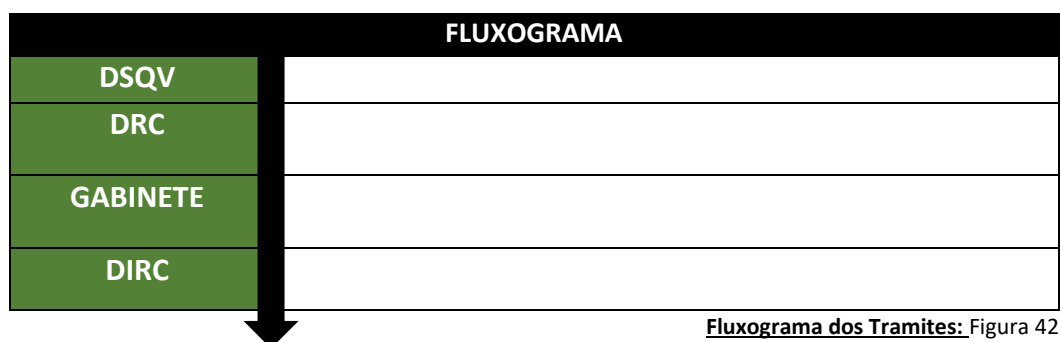 FLUXOGRAMA
DSQV
DRC
GABINETE
DIRC
Fluxograma dos Tramites: Figura 42